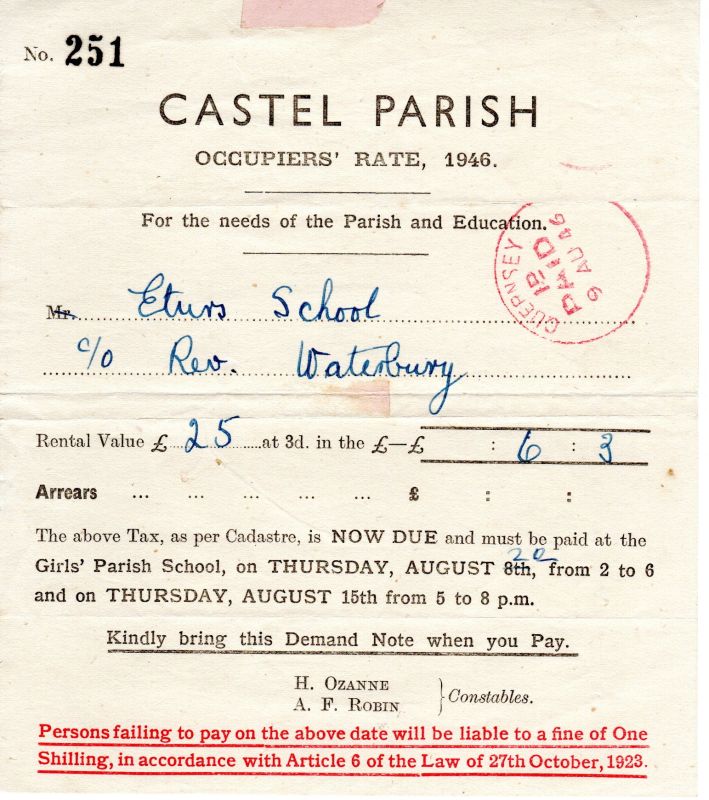 No. 251
CASTEL PARISH
OCCUPIERS' RATE, 1946.
For the needs of the Parish and Education.
GUERNSEY
1D
PAID
9 AU 46
Mr. Eturs School
c/o Rev. Waterbury
Rental Value £ 25 at 3d. in the £—£ : 6 : 3
Arrears ... ... ... ... ... £ : :
The above Tax, as per Cadastre, is NOW DUE and must be paid at the
Girls' Parish School, on THURSDAY, AUGUST 8th, 22 from 2 to 6
and on THURSDAY, AUGUST 15th from 5 to 8 p.m.
Kindly bring this Demand Note when you Pay.
H. OZANNE
A. F. ROBIN } Constables.
Persons failing to pay on the above date will be liable to a fine of One
Shilling, in accordance with Article 6 of the Law of 27th October, 1923.